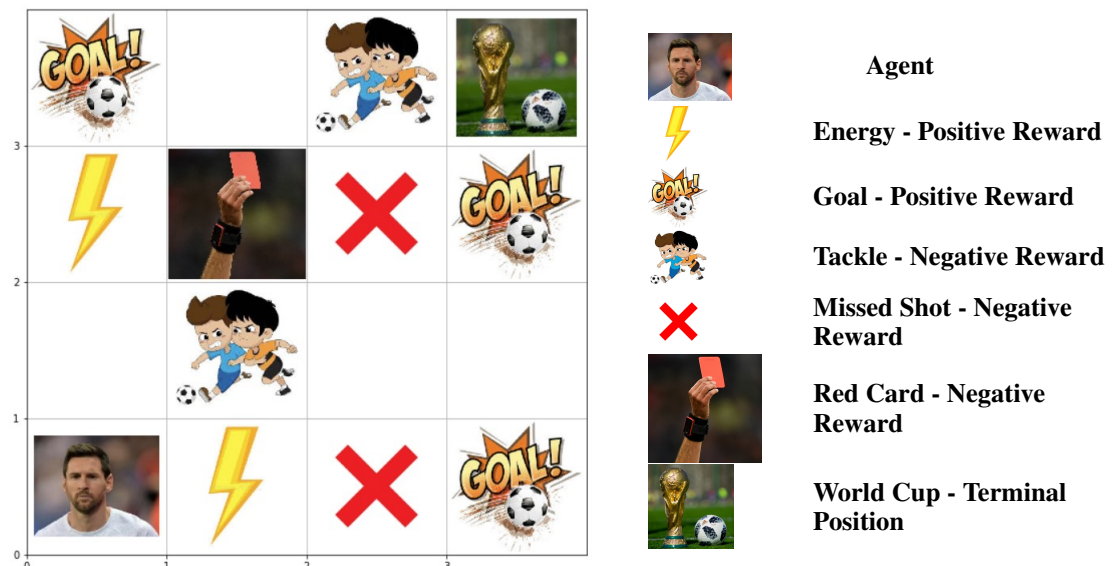 GOAL!
3
GOAL!
2
1
GOAL!
0
0 1 2 3
Agent
Energy - Positive Reward
GOAL!
Goal - Positive Reward
Tackle - Negative Reward
Missed Shot - Negative
Reward
Red Card - Negative
Reward
World Cup - Terminal
Position